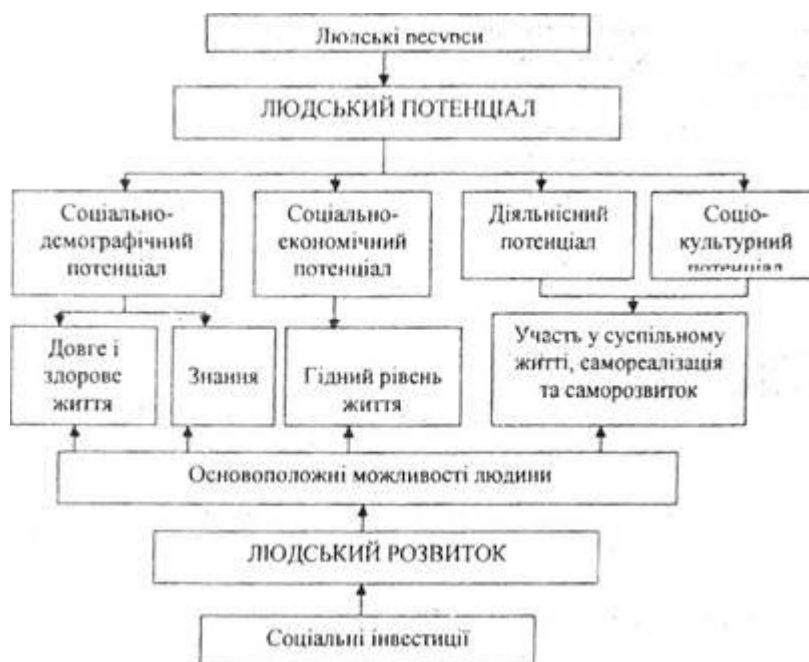 Людські ресурси
ЛЮДСЬКИЙ ПОТЕНЦІАЛ
Соціально-
демографічний
потенціал
Соціально-
економічний
потенціал
Діяльнісний
потенціал
Соціо-
культурний
потенціал
Довге і
здорове
життя
Знання
Гідний рівень
життя
Участь у суспільному
житті, самореалізація
та саморозвиток
Основоположні можливості людини
ЛЮДСЬКИЙ РОЗВИТОК
Соціальні інвестиції